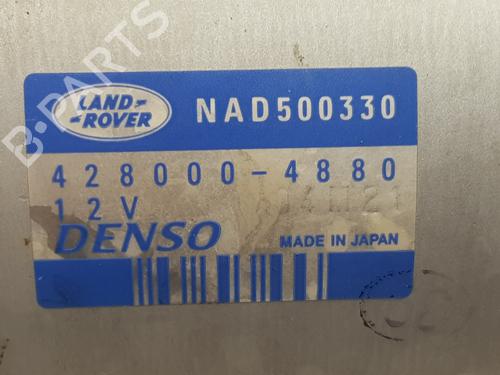 B-PARTS
LAND-
-ROVER
NAD500330
428000-4880
12V
DENSO
MADE IN JAPAN